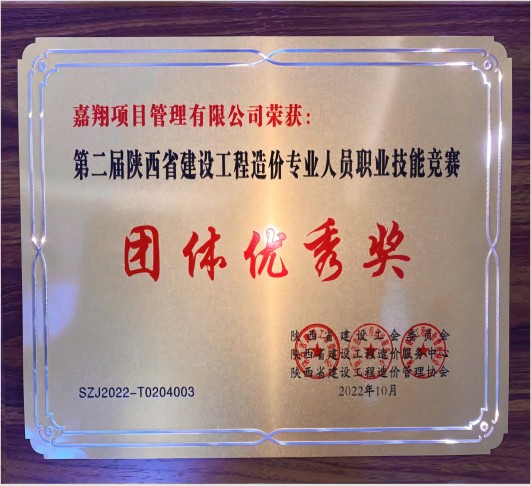 嘉翔项目管理有限公司荣获：
第二届陕西省建设工程造价专业人员职业技能竞赛
团体优秀奖
陕西省建设工会委员会
陕西省建设工程造价服务中心
SZJ2022-T0204003
陕西省建设工程造价管理协会
2022年10月